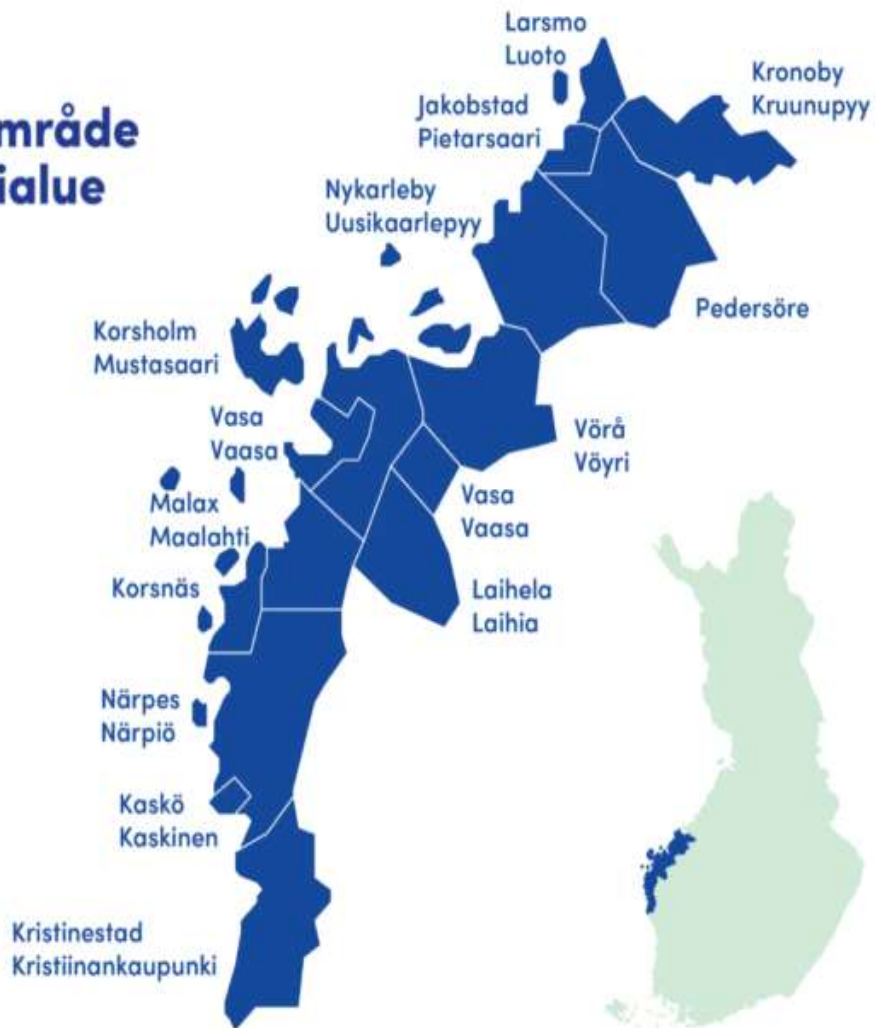 område
ialue
Larsmo
Luoto
Kronoby
Kruunupyy
Jakobstad
Pietarsaari
Nykarleby
Uusikaarlepyy
Pedersöre
Korsholm
Mustasaari
Vasa
Vaasa
Vörå
Vöyri
Malax
Maalahti
Vasa
Vaasa
Korsnäs
Laihela
Laihia
Närpes
Närpiö
Kaskö
Kaskinen
Kristinestad
Kristiinankaupunki